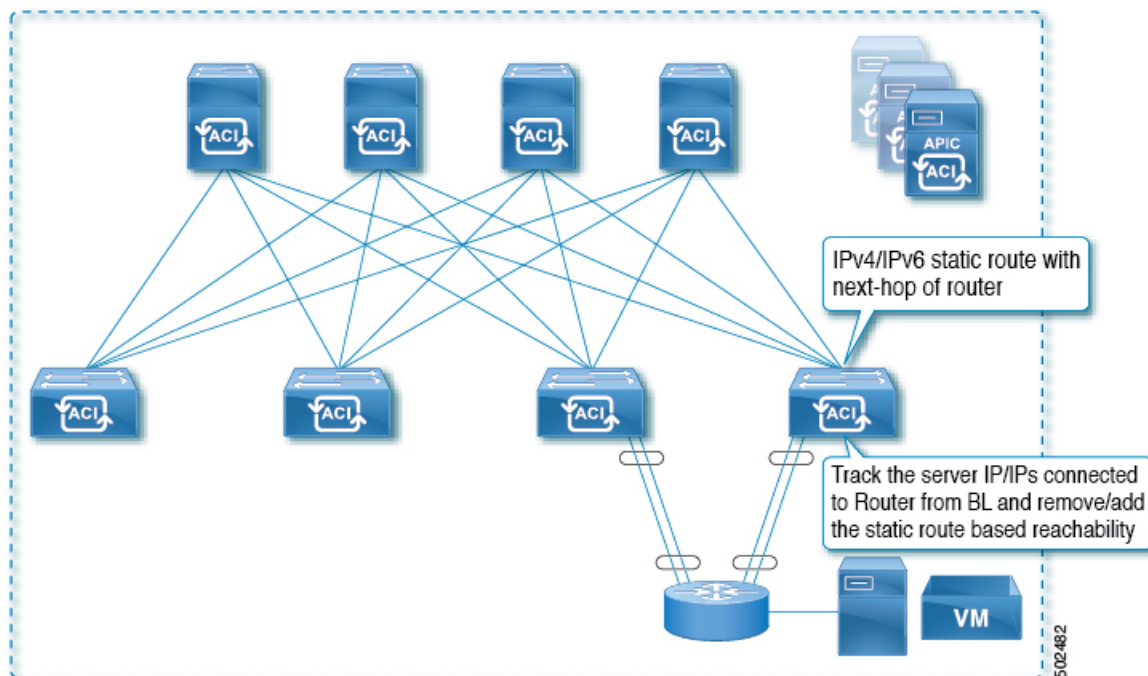 ACI
ACI
ACI
ACI
APIC
ACI
IPv4/IPv6 static route with
next-hop of router
ACI
ACI
ACI
ACI
Track the server IP/IPs connected
to Router from BL and remove/add
the static route based reachability
VM
502482